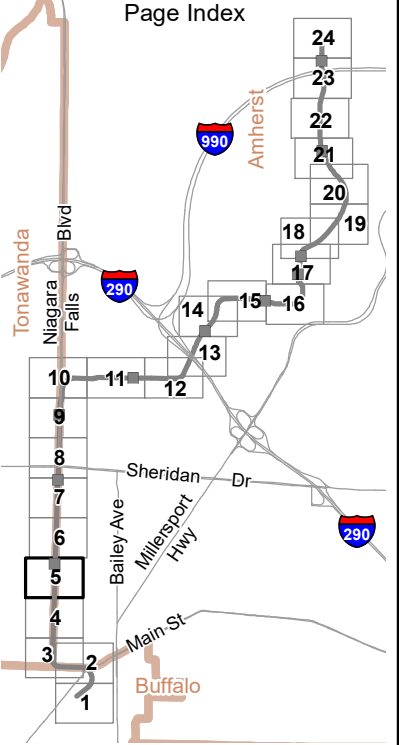 Page Index
24
23
22
21
20
19
18
17
16
15
14
13
12
11
10
9
8
7
6
5
4
3
2
1
990
Amherst
Tonawanda
Niagara
Falls
Blvd
290
Sheridan Dr
Bailey Ave
Millersport
Hwy
290
Main St
Buffalo